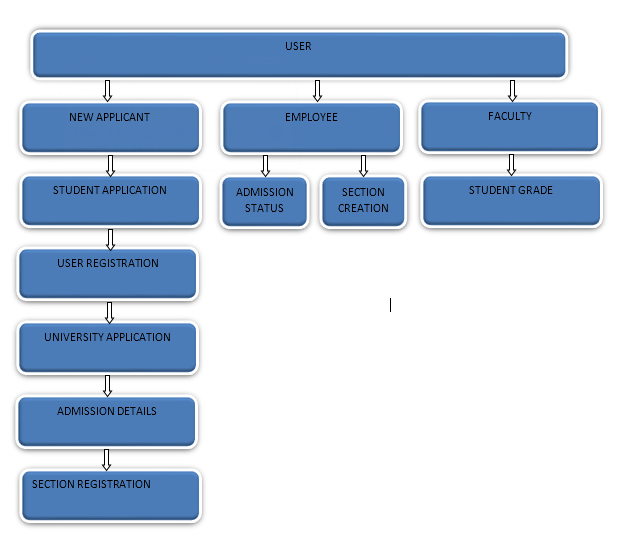 USER
NEW APPLICANT
EMPLOYEE
FACULTY
STUDENT APPLICATION
ADMISSION
STATUS
SECTION
CREATION
STUDENT GRADE
USER REGISTRATION
UNIVERSITY APPLICATION
ADMISSION DETAILS
SECTION REGISTRATION